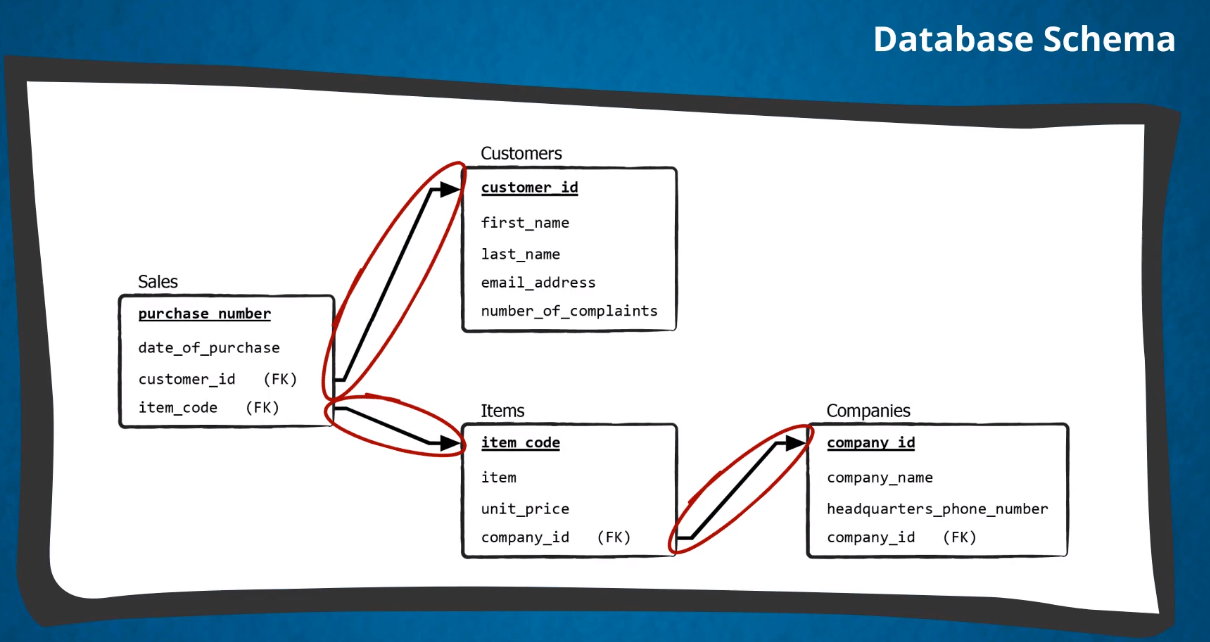 Database Schema
Customers
customer_id
first_name
last_name
email_address
number_of_complaints
Sales
purchase_number
date_of_purchase
customer_id (FK)
item_code (FK)
Items
item_code
item
unit_price
company_id (FK)
Companies
company_id
company_name
headquarters_phone_number
company_id (FK)